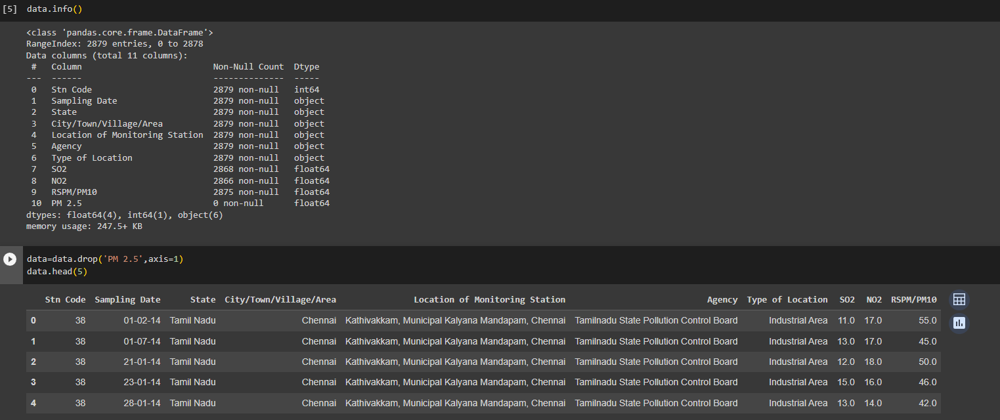 [5] data.info()
<class 'pandas.core.frame.DataFrame'>
RangeIndex: 2879 entries, 0 to 2878
Data columns (total 11 columns):
 #   Column                          Non-Null Count  Dtype
---  ------                          --------------  -----
 0   Stn Code                        2879 non-null   int64
 1   Sampling Date                   2879 non-null   object
 2   State                           2879 non-null   object
 3   City/Town/Village/Area          2879 non-null   object
 4   Location of Monitoring Station  2879 non-null   object
 5   Agency                          2879 non-null   object
 6   Type of Location                2879 non-null   object
 7   SO2                             2868 non-null   float64
 8   NO2                             2866 non-null   float64
 9   RSPM/PM10                       2875 non-null   float64
 10  PM 2.5                          0 non-null      float64
dtypes: float64(4), int64(1), object(6)
memory usage: 247.5+ KB
data=data.drop('PM 2.5',axis=1)
data.head(5)
Stn Code Sampling Date State City/Town/Village/Area Location of Monitoring Station Agency Type of Location SO2 NO2 RSPM/PM10
0 38 01-02-14 Tamil Nadu Chennai Kathivakkam, Municipal Kalyana Mandapam, Chennai Tamilnadu State Pollution Control Board Industrial Area 11.0 17.0 55.0
1 38 01-07-14 Tamil Nadu Chennai Kathivakkam, Municipal Kalyana Mandapam, Chennai Tamilnadu State Pollution Control Board Industrial Area 13.0 17.0 45.0
2 38 21-01-14 Tamil Nadu Chennai Kathivakkam, Municipal Kalyana Mandapam, Chennai Tamilnadu State Pollution Control Board Industrial Area 12.0 18.0 50.0
3 38 23-01-14 Tamil Nadu Chennai Kathivakkam, Municipal Kalyana Mandapam, Chennai Tamilnadu State Pollution Control Board Industrial Area 15.0 16.0 46.0
4 38 28-01-14 Tamil Nadu Chennai Kathivakkam, Municipal Kalyana Mandapam, Chennai Tamilnadu State Pollution Control Board Industrial Area 13.0 14.0 42.0